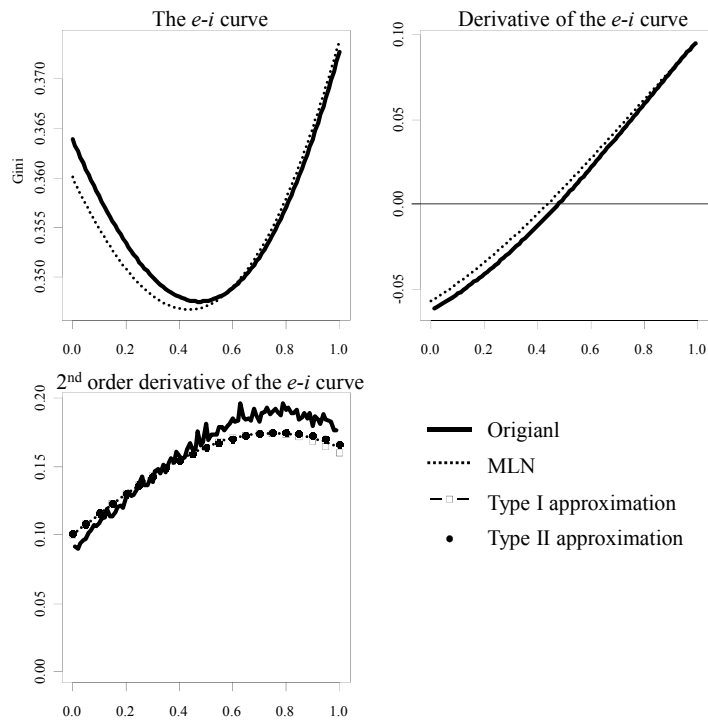 The e-i curve
Gini
0.370
0.365
0.360
0.355
0.350
0.0 0.2 0.4 0.6 0.8 1.0
Derivative of the e-i curve
0.10
0.05
0.00
-0.05
0.0 0.2 0.4 0.6 0.8 1.0
2nd order derivative of the e-i curve
0.20
0.15
0.10
0.05
0.00
0.0 0.2 0.4 0.6 0.8 1.0
Origianl
MLN
Type I approximation
Type II approximation